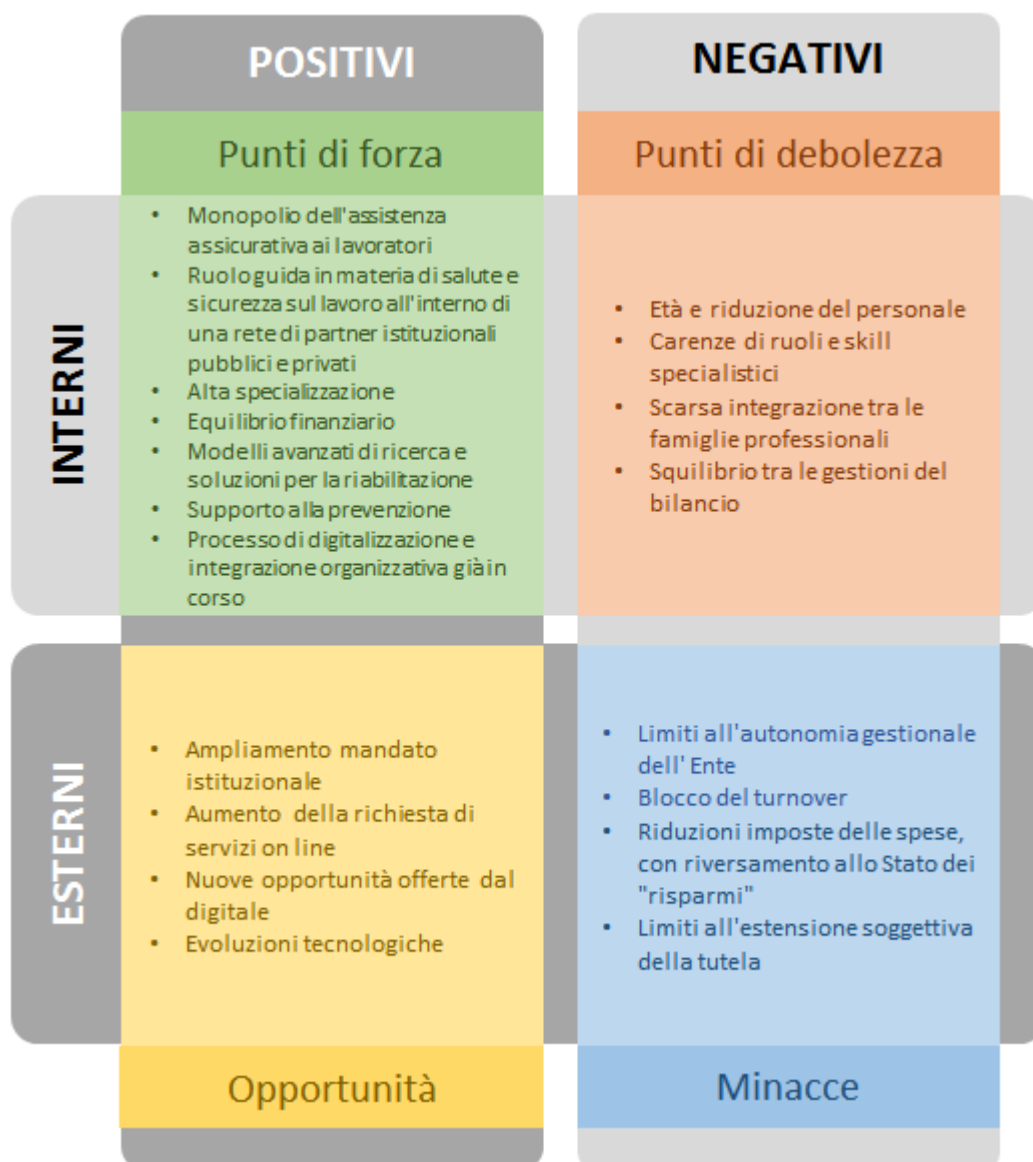 POSITIVI
NEGATIVI
Punti di forza
Punti di debolezza
INTERNI
• Monopolio dell'assistenza
assicurativa ai lavoratori
• Ruolo guida in materia di salute e
sicurezza sul lavoro all'interno di
una rete di partner istituzionali
pubblici e privati
• Alta specializzazione
• Equilibrio finanziario
• Modelli avanzati di ricerca e
soluzioni per la riabilitazione
• Supporto alla prevenzione
• Processo di digitalizzazione e
integrazione organizzativa già in
corso
• Età e riduzione del personale
• Carenze di ruoli e skill
specialistici
• Scarsa integrazione tra le
famiglie professionali
• Squilibrio tra le gestioni del
bilancio
ESTERNI
• Ampliamento mandato
istituzionale
• Aumento della richiesta di
servizi on line
• Nuove opportunità offerte dal
digitale
• Evoluzioni tecnologiche
• Limiti all'autonomia gestionale
dell' Ente
• Blocco del turnover
• Riduzioni imposte delle spese,
con riversamento allo Stato dei
"risparmi"
• Limiti all'estensione soggettiva
della tutela
Opportunità
Minacce